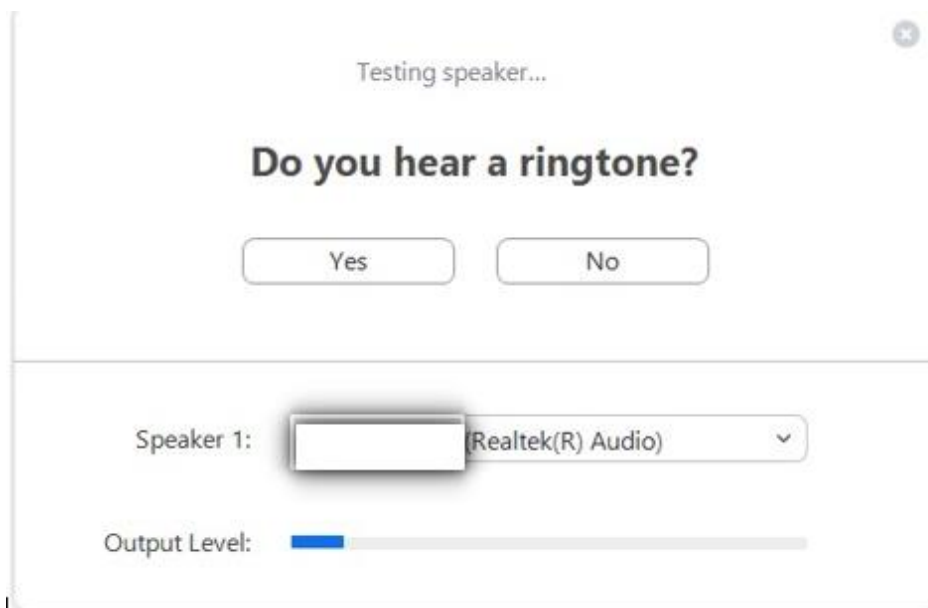 Testing speaker...
Do you hear a ringtone?
Yes
No
Speaker 1:
(Realtek(R) Audio)
Output Level: